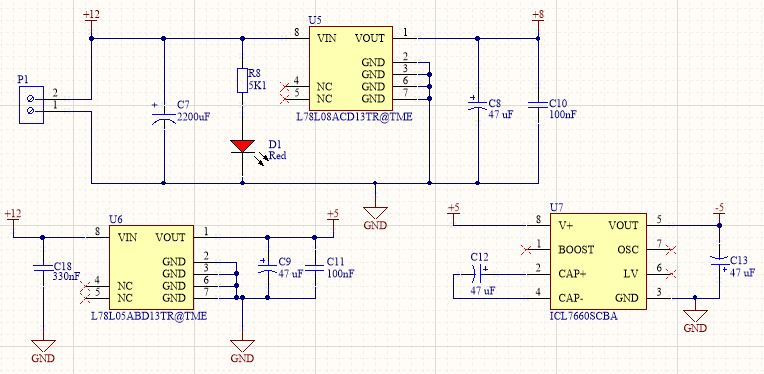 +12
U5
+8
8 VIN VOUT 1
P1
2
1
R8
5K1
GND 2
GND 3
4 NC GND 6
5 NC GND 7
C7
2200uF
C8
47 uF
C10
100nF
L78L08ACD13TR@TME
D1
Red
GND
+12
U6
+5
8 VIN VOUT 1
C18
330nF
GND 2
GND 3
4 NC GND 6
5 NC GND 7
C9
47 uF
C11
100nF
L78L05ABD13TR@TME
GND
GND
+5
U7
-5
8 V+ VOUT 5
1 BOOST OSC 7
2 CAP+ LV 6
4 CAP- GND 3
C12
47 uF
C13
47 uF
ICL7660SCBA
GND